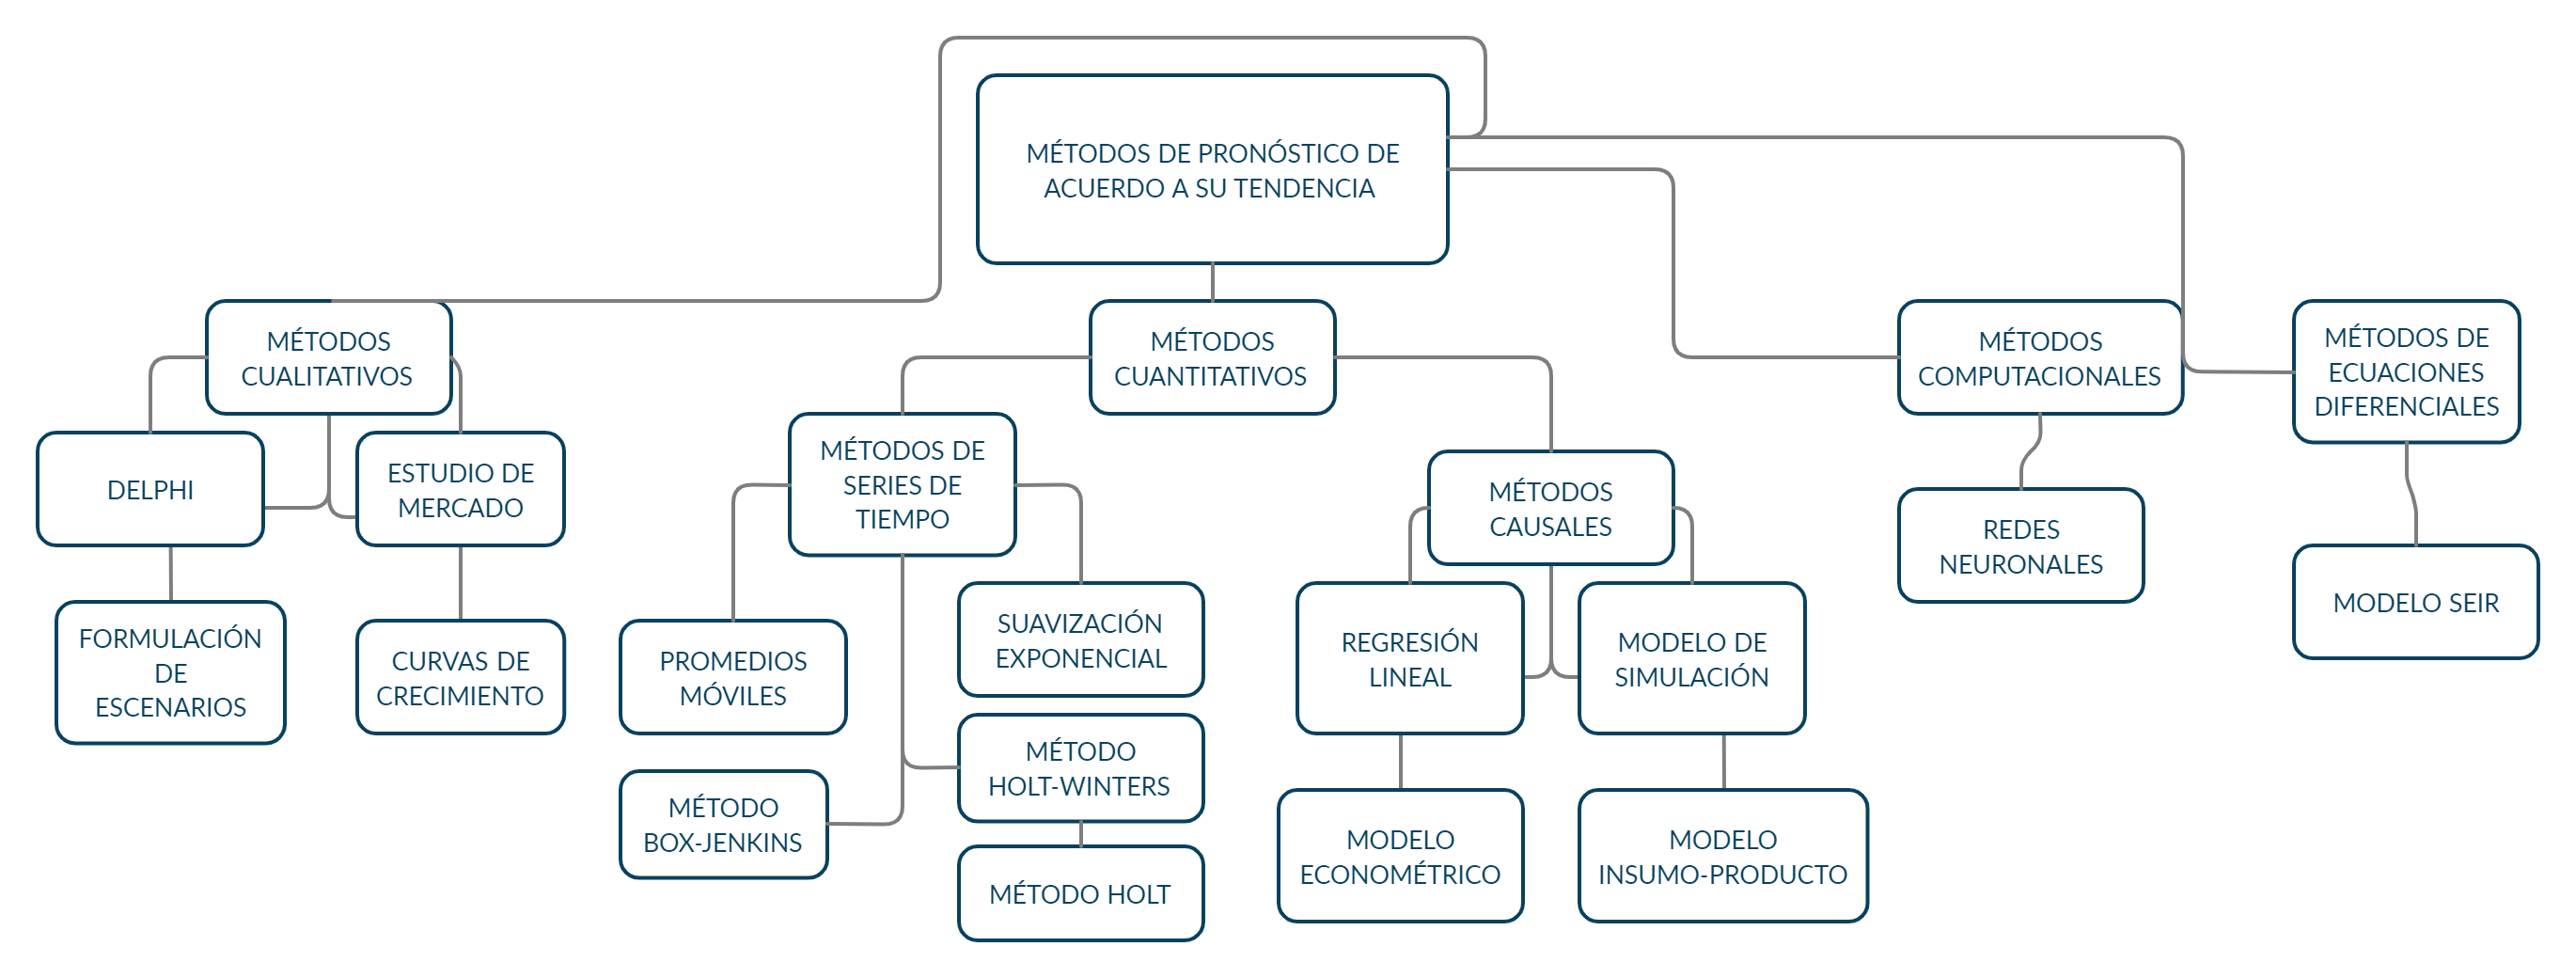 MÉTODOS DE PRONÓSTICO DE
ACUERDO A SU TENDENCIA
MÉTODOS
CUALITATIVOS
MÉTODOS
CUANTITATIVOS
MÉTODOS
COMPUTACIONALES
MÉTODOS DE
ECUACIONES
DIFERENCIALES
DELPHI
ESTUDIO DE
MERCADO
MÉTODOS DE
SERIES DE
TIEMPO
MÉTODOS
CAUSALES
REDES
NEURONALES
MODELO SEIR
FORMULACIÓN
DE
ESCENARIOS
CURVAS DE
CRECIMIENTO
PROMEDIOS
MÓVILES
SUAVIZACIÓN
EXPONENCIAL
REGRESIÓN
LINEAL
MODELO DE
SIMULACIÓN
MÉTODO
BOX-JENKINS
MÉTODO
HOLT-WINTERS
MÉTODO HOLT
MODELO
ECONOMÉTRICO
MODELO
INSUMO-PRODUCTO